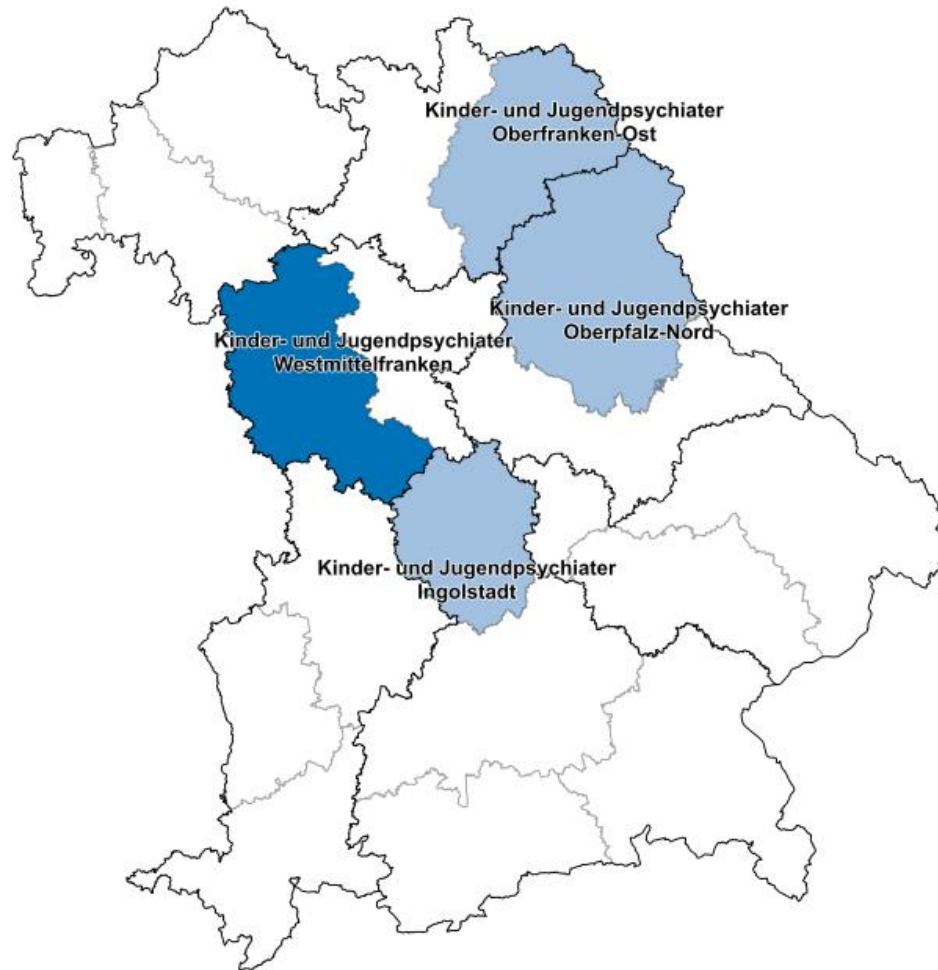 Kinder- und Jugendpsychiater
Oberfranken-Ost
Kinder- und Jugendpsychiater
Oberpfalz-Nord
Kinder- und Jugendpsychiater
Westmittelfranken
Kinder- und Jugendpsychiater
Ingolstadt